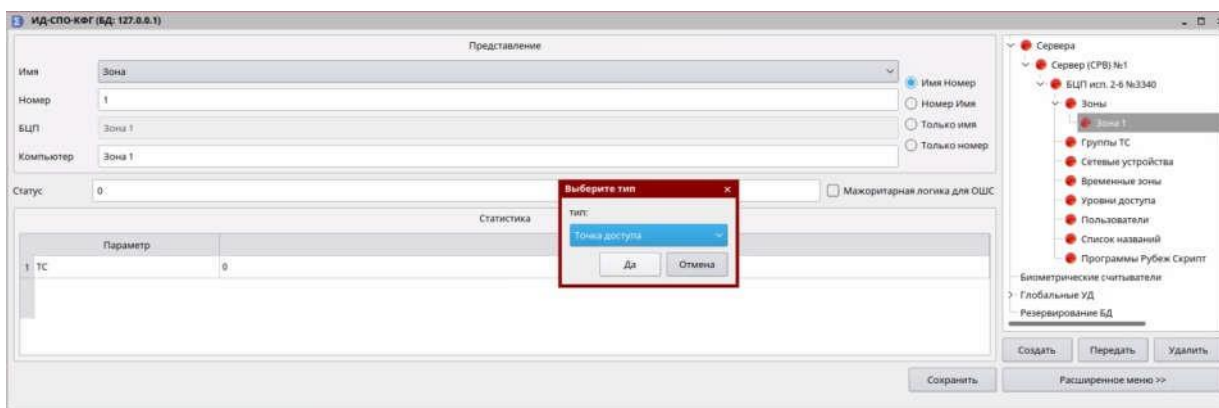 ИД-СПО-КФГ (БД: 127.0.0.1)
Представление
Имя Зона
Номер 1
БЦП Зона 1
Компьютер Зона 1
Имя Номер
Номер Имя
Только имя
Только номер
Статус 0
Мажоритарная логика для ОШС
Статистика
Параметр
1 ТС 0
Выберите тип
тип:
Точка доступа
Да Отмена
Сохранить
Сервера
Сервер (СРВ) №1
БЦП исп. 2-6 №3340
Зоны
Зона 1
Группы ТС
Сетевые устройства
Временные зоны
Уровни доступа
Пользователи
Список названий
Программы Рубеж Скрипт
Биометрические считыватели
Глобальные УД
Резервирование БД
Создать Передать Удалить
Расширенное меню >>